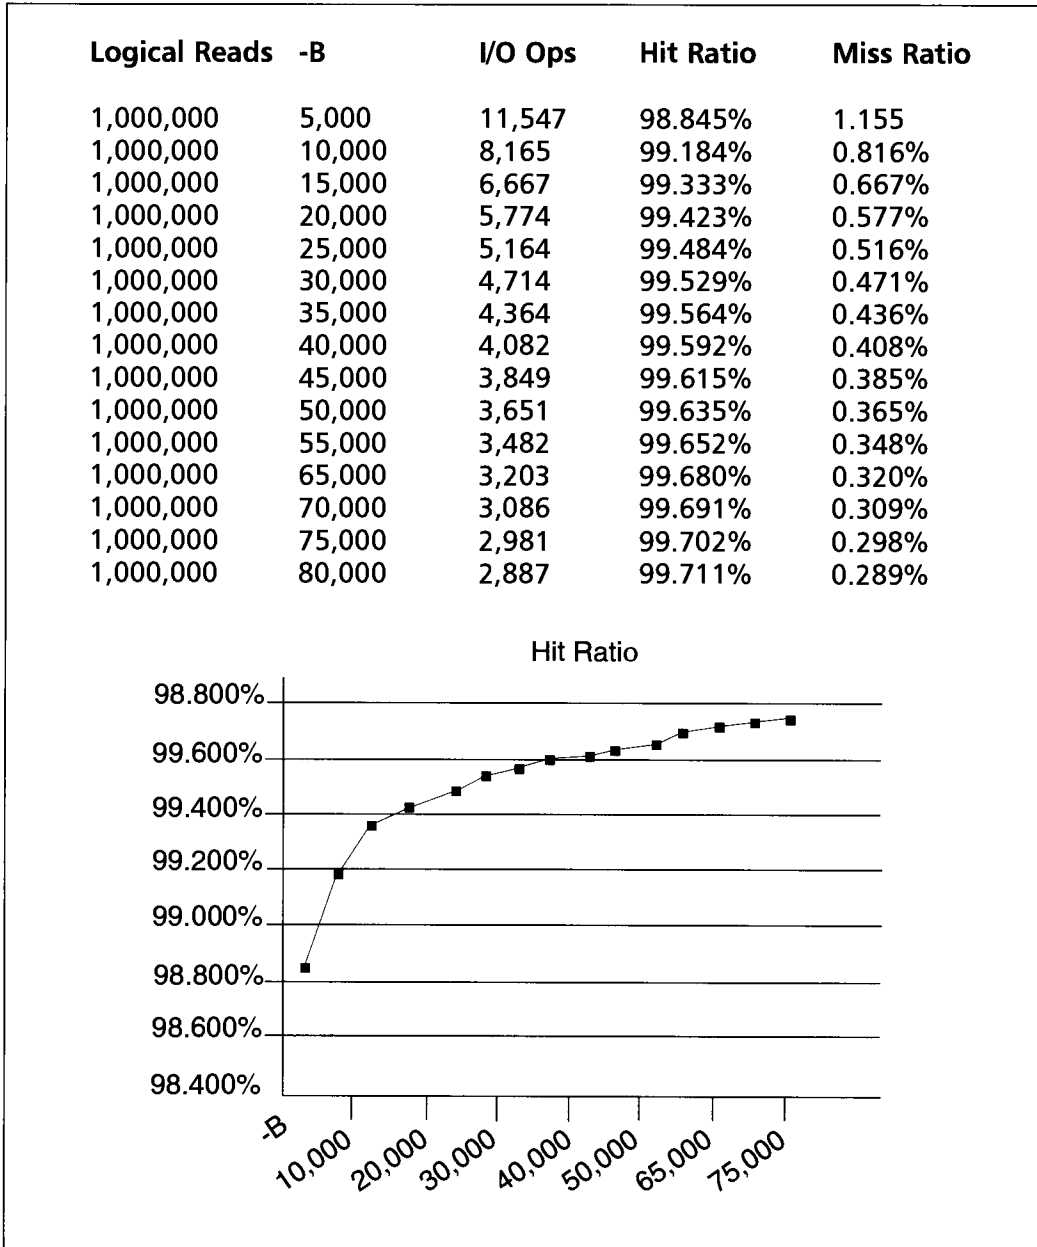 Logical Reads -B I/O Ops Hit Ratio Miss Ratio
1,000,000 5,000 11,547 98.845% 1.155
1,000,000 10,000 8,165 99.184% 0.816%
1,000,000 15,000 6,667 99.333% 0.667%
1,000,000 20,000 5,774 99.423% 0.577%
1,000,000 25,000 5,164 99.484% 0.516%
1,000,000 30,000 4,714 99.529% 0.471%
1,000,000 35,000 4,364 99.564% 0.436%
1,000,000 40,000 4,082 99.592% 0.408%
1,000,000 45,000 3,849 99.615% 0.385%
1,000,000 50,000 3,651 99.635% 0.365%
1,000,000 55,000 3,482 99.652% 0.348%
1,000,000 65,000 3,203 99.680% 0.320%
1,000,000 70,000 3,086 99.691% 0.309%
1,000,000 75,000 2,981 99.702% 0.298%
1,000,000 80,000 2,887 99.711% 0.289%
Hit Ratio
98.800%
99.600%
99.400%
99.200%
99.000%
98.800%
98.600%
98.400%
-B 10,000 20,000 30,000 40,000 50,000 65,000 75,000